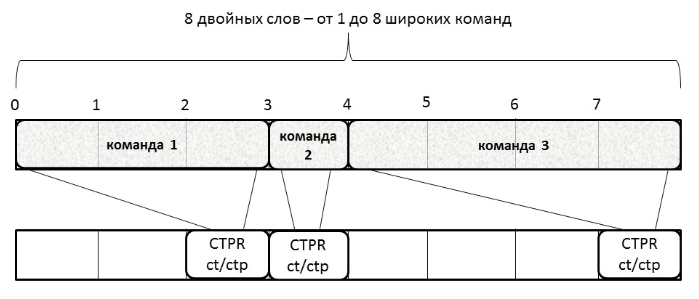 8 двойных слов – от 1 до 8 широких команд
0 1 2 3 4 5 6 7
команда 1
команда
2
команда 3
CTPR
ct/ctp
CTPR
ct/ctp
CTPR
ct/ctp